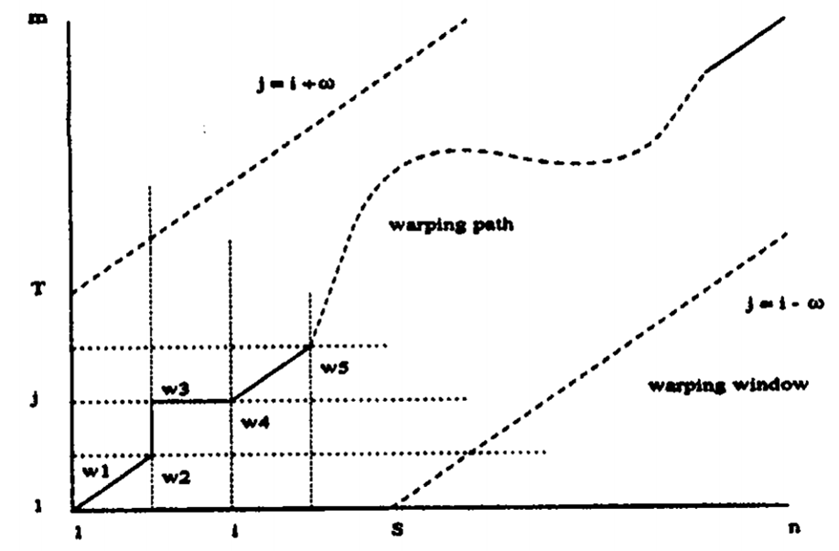 m
j = i + ω
warping path
T
j = i - ω
w5
w3
warping window
j
w4
w1
w2
1
1
i
S
n